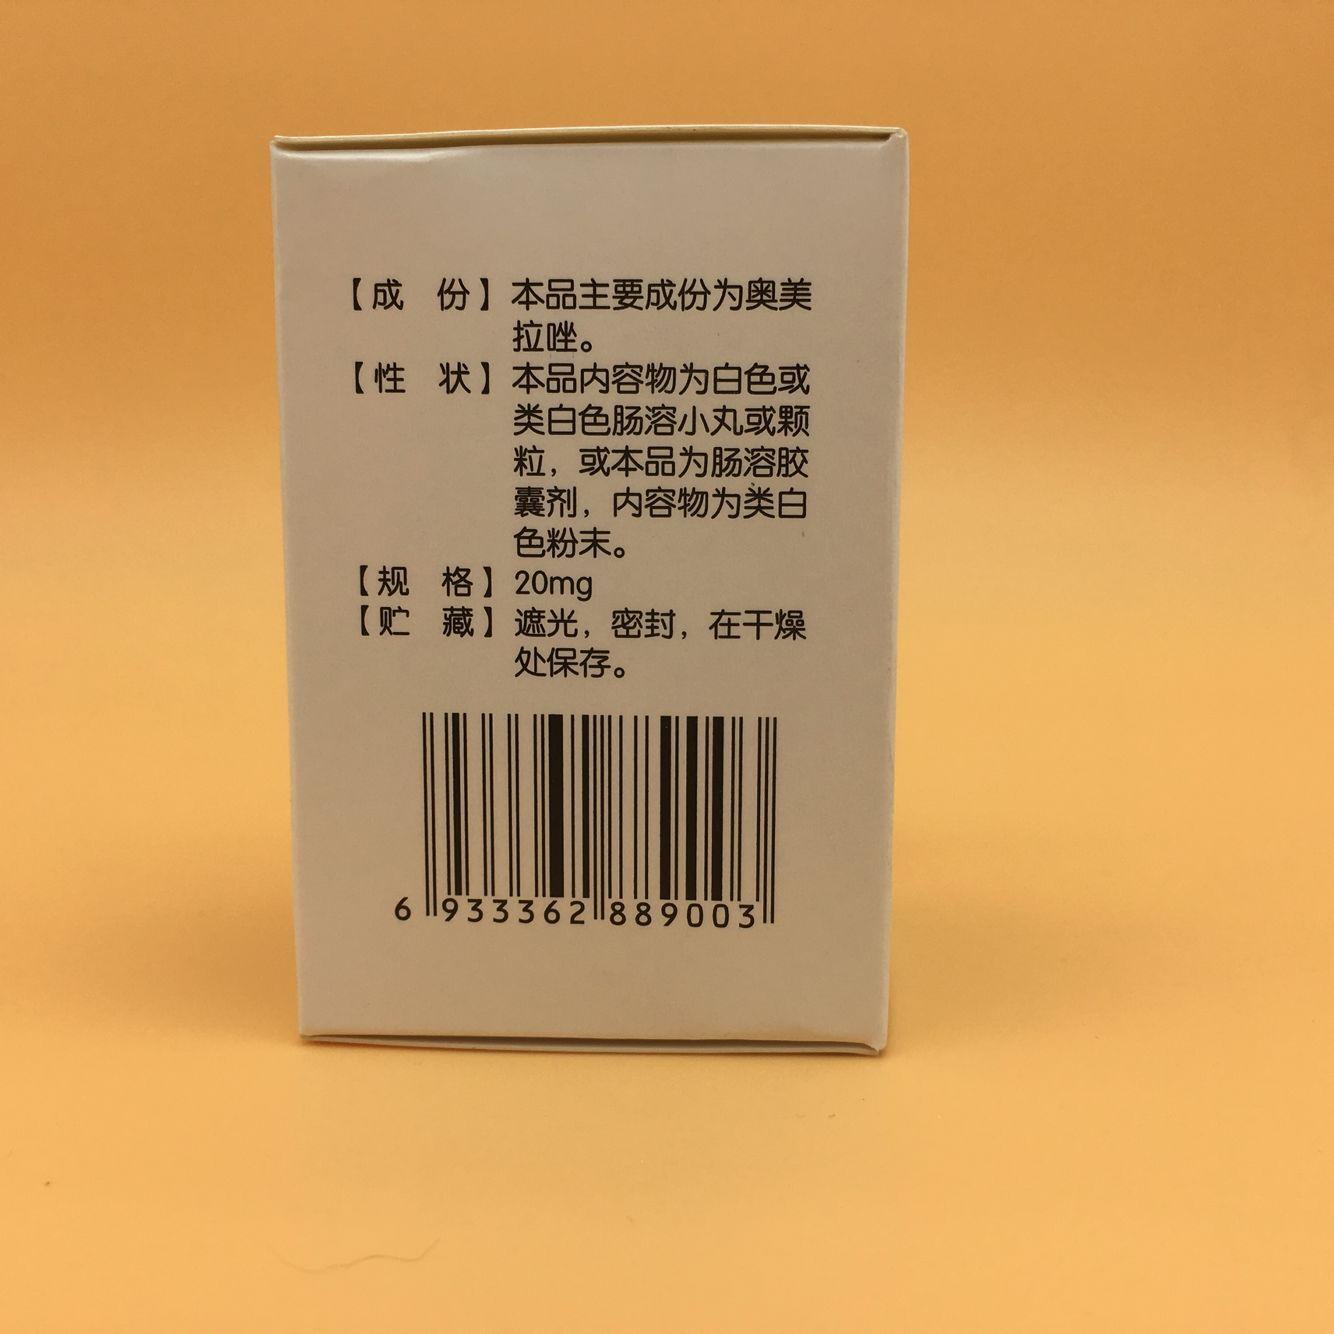 【成 份】本品主要成份为奥美
拉唑。
【性 状】本品内容物为白色或
类白色肠溶小丸或颗
粒，或本品为肠溶胶
囊剂，内容物为类白
色粉末。
【规 格】20mg
【贮 藏】遮光，密封，在干燥
处保存。
6 933362 889003